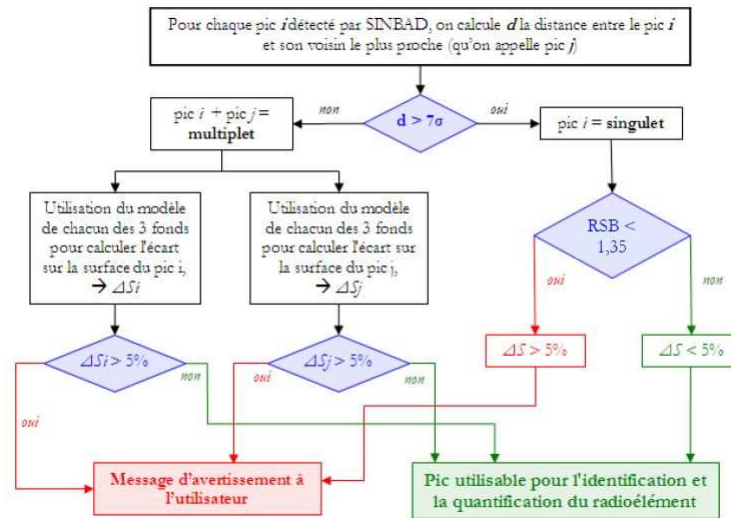 Pour chaque pic i détecté par SINBAD, on calcule d la distance entre le pic i
et son voisin le plus proche (qu'on appelle pic j)
pic i + pic j =
multiplet
non
d > 7σ
oui
pic i = singulet
Utilisation du modèle
de chacun des 3 fonds
pour calculer l'écart
sur la surface du pic i,
→ ΔSi
Utilisation du modèle
de chacun des 3 fonds
pour calculer l'écart
sur la surface du pic j,
→ ΔSj
RSB <
1,35
oui
non
ΔS > 5%
ΔS < 5%
ΔSi > 5%
ΔSj > 5%
oui
non
oui
non
Message d'avertissement à
l'utilisateur
Pic utilisable pour l'identification et
la quantification du radioélément